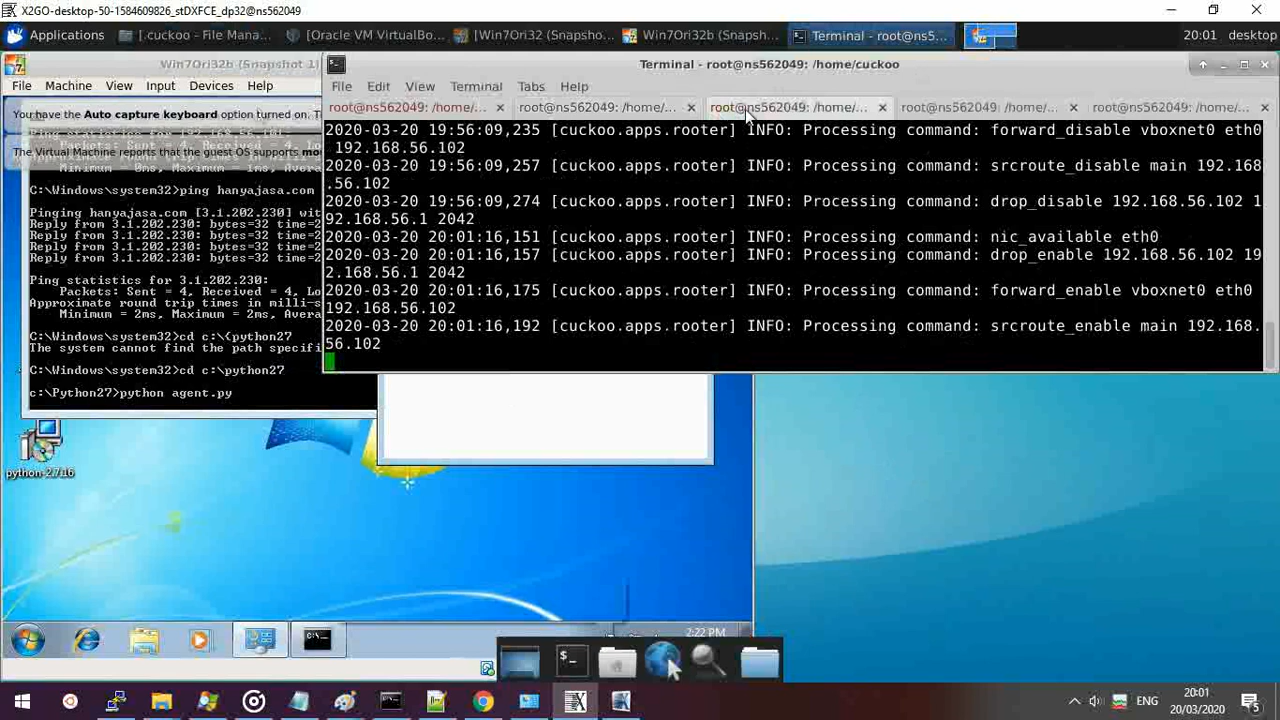 X2GO-desktop-50-1584609826_stDXFCE_dp32@ns562049
Applications
[.cuckoo - File Mana...
[Oracle VM VirtualBo...
[Win7Ori32 (Snapsho...
Win7Ori32b (Snapsh...
Terminal - root@ns5...
20:01 desktop
Win7Ori32b (Snapshot 1)
Machine View Input Devices Help
File
You have the Auto capture keyboard option turned on. T
The Virtual Machine reports that the guest OS supports mo
C:\Windows\system32>ping hanyajasa.com
Pinging hanyajasa.com [3.1.202.230] wit
Reply from 3.1.202.230: bytes=32 time=2
Reply from 3.1.202.230: bytes=32 time=2
Reply from 3.1.202.230: bytes=32 time=2
Reply from 3.1.202.230: bytes=32 time=2
Ping statistics for 3.1.202.230:
Packets: Sent = 4, Received = 4, Lo
Approximate round trip times in milli-s
Minimum = 2ms, Maximum = 2ms, Avera
C:\Windows\system32>cd c:\{python27
The system cannot find the path specifi
C:\Windows\system32>cd c:\python27
c:\Python27>python agent.py
Terminal - root@ns562049: /home/cuckoo
File Edit View Terminal Tabs Help
root@ns562049: /home/...
root@ns562049: /home/...
root@ns562049: /home/...
root@ns562049: /home/...
root@ns562049: /home/...
2020-03-20 19:56:09,235 [cuckoo.apps.rooter] INFO: Processing command: forward_disable vboxnet0 eth0
192.168.56.102
2020-03-20 19:56:09,257 [cuckoo.apps.rooter] INFO: Processing command: srcroute_disable main 192.168
.56.102
2020-03-20 19:56:09,274 [cuckoo.apps.rooter] INFO: Processing command: drop_disable 192.168.56.102 1
92.168.56.1 2042
2020-03-20 20:01:16,151 [cuckoo.apps.rooter] INFO: Processing command: nic_available eth0
2020-03-20 20:01:16,157 [cuckoo.apps.rooter] INFO: Processing command: drop_enable 192.168.56.102 19
2.168.56.1 2042
2020-03-20 20:01:16,175 [cuckoo.apps.rooter] INFO: Processing command: forward_enable vboxnet0 eth0
192.168.56.102
2020-03-20 20:01:16,192 [cuckoo.apps.rooter] INFO: Processing command: srcroute_enable main 192.168.
56.102
python-2.7.16
2:22 PM
ENG
20:01
20/03/2020
5